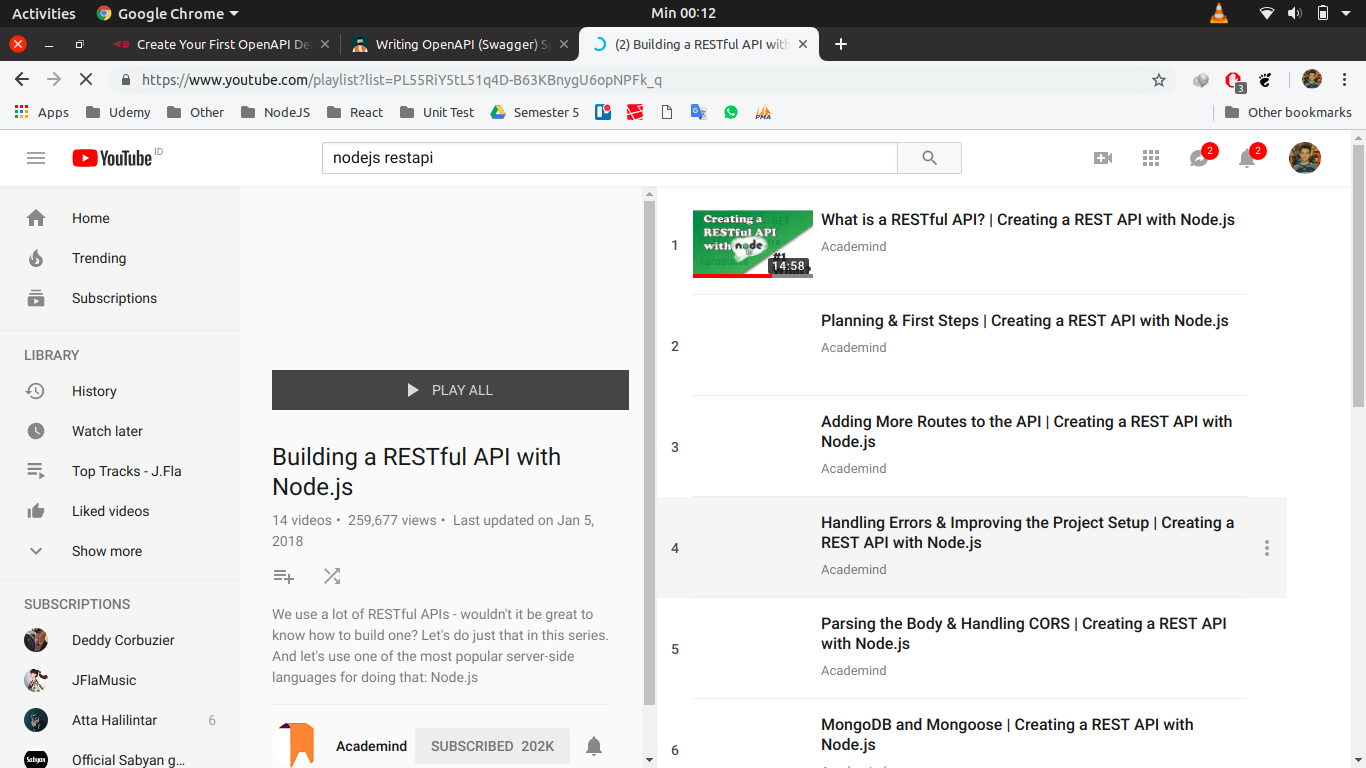 Activities
Google Chrome
Min 00:12
Create Your First OpenAPI De
Writing OpenAPI (Swagger) S
(2) Building a RESTful API with
https://www.youtube.com/playlist?list=PL55RiY5tL51q4D-B63KBnygU6opNPFk_q
3
Apps
Udemy
Other
NodeJS
React
Unit Test
Semester 5
PMA
Other bookmarks
YouTube ID
nodejs restapi
2
2
Home
Trending
Subscriptions
LIBRARY
History
Watch later
Top Tracks - J.Fla
Liked videos
Show more
SUBSCRIPTIONS
Deddy Corbuzier
JFlaMusic
Atta Halilintar 6
Official Sabyan g...
PLAY ALL
Building a RESTful API with
Node.js
14 videos • 259,677 views • Last updated on Jan 5,
2018
We use a lot of RESTful APIs - wouldn't it be great to
know how to build one? Let's do just that in this series.
And let's use one of the most popular server-side
languages for doing that: Node.js
Academind
SUBSCRIBED 202K
1
Creating a
RESTful API
with node
#1
14:58
What is a RESTful API? | Creating a REST API with Node.js
Academind
2
Planning & First Steps | Creating a REST API with Node.js
Academind
3
Adding More Routes to the API | Creating a REST API with
Node.js
Academind
4
Handling Errors & Improving the Project Setup | Creating a
REST API with Node.js
Academind
5
Parsing the Body & Handling CORS | Creating a REST API
with Node.js
Academind
6
MongoDB and Mongoose | Creating a REST API with
Node.js